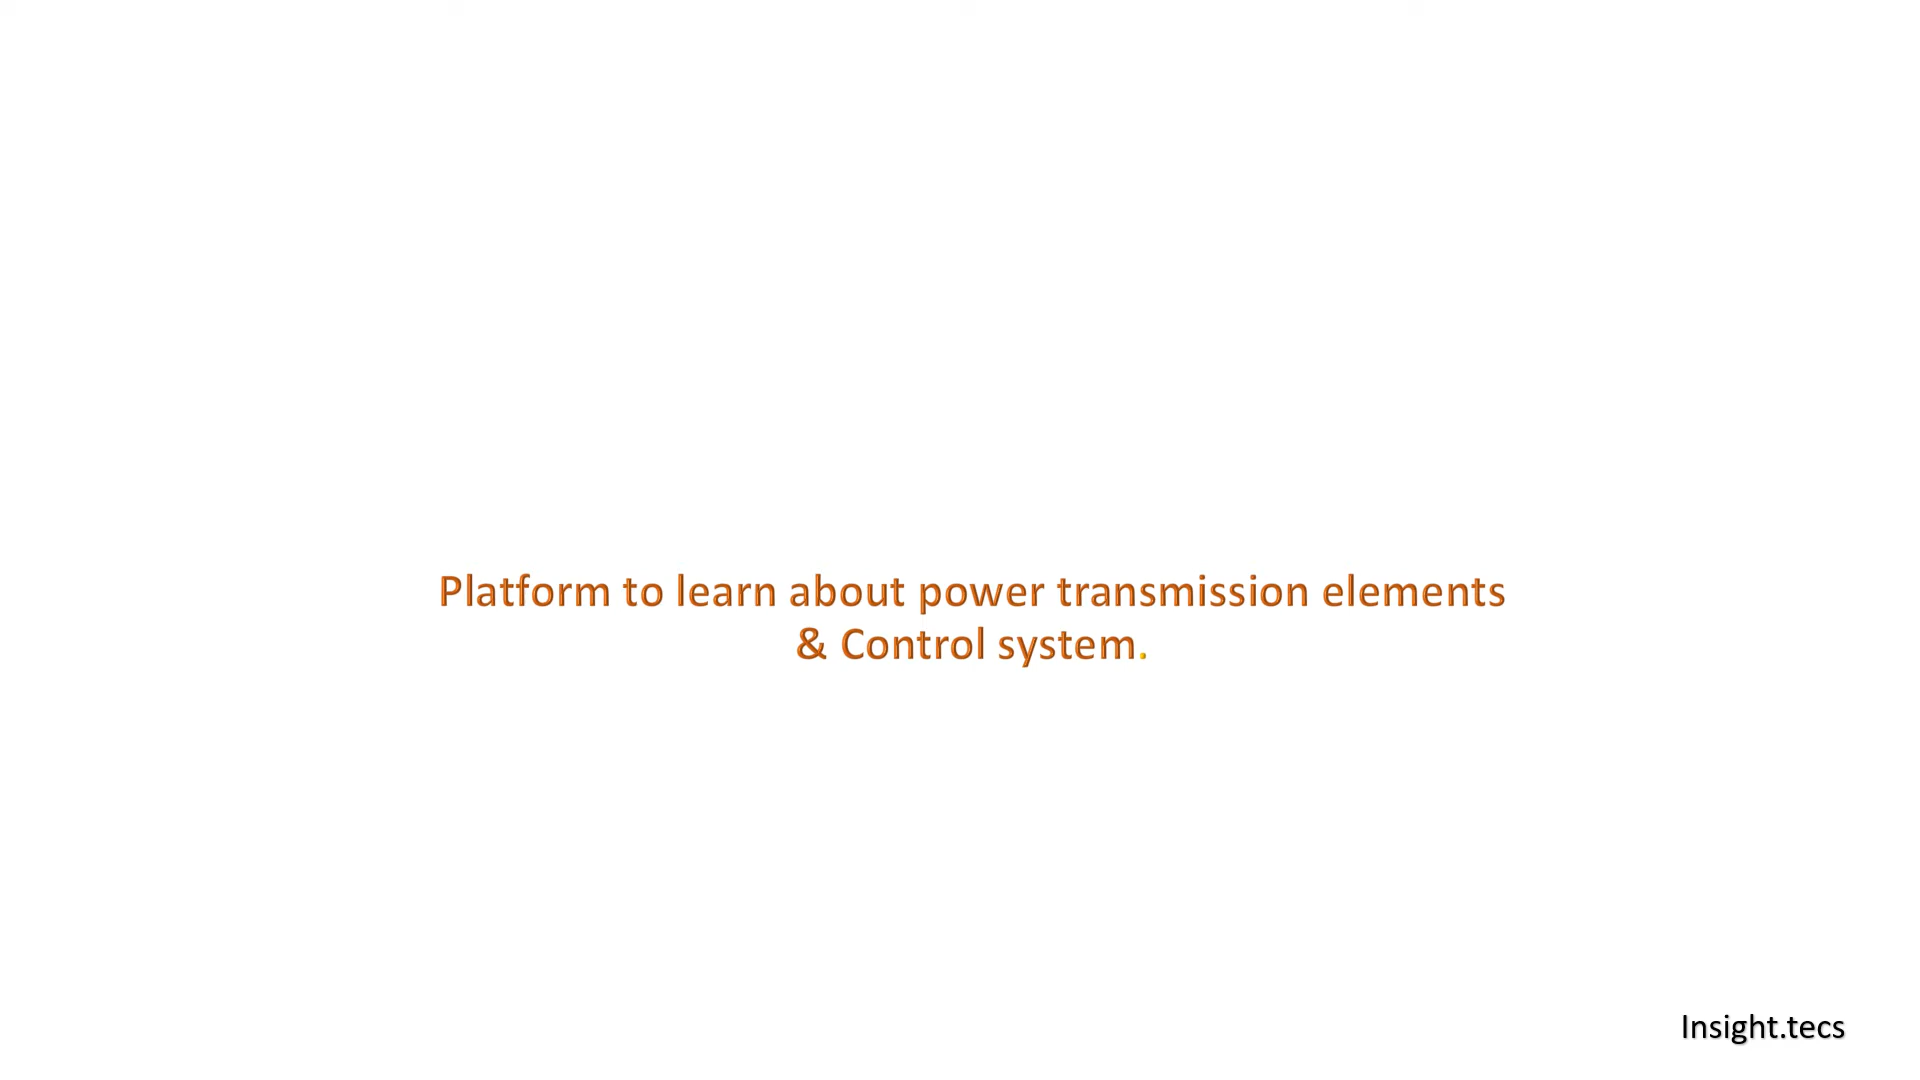 Platform to learn about power transmission elements
& Control system.
Insight.tecs